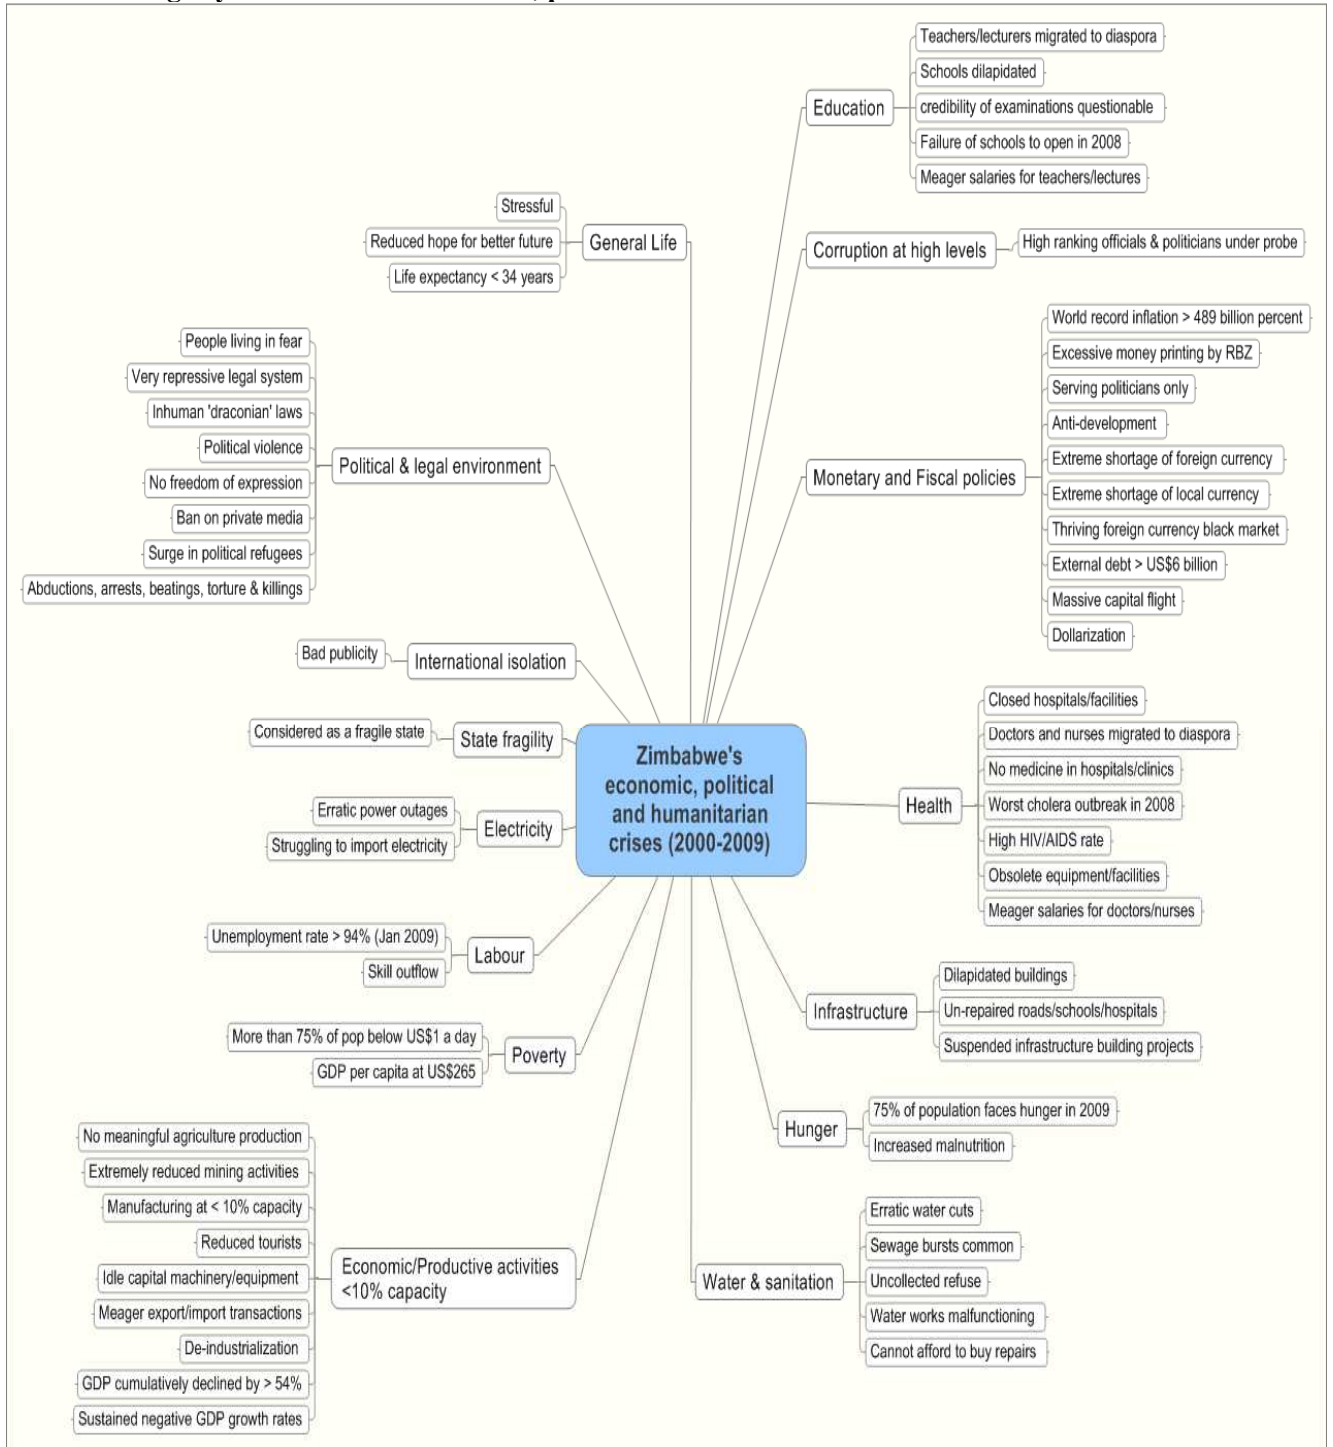 Teachers/lecturers migrated to diaspora
Schools dilapidated
Education
credibility of examinations questionable
Failure of schools to open in 2008
Meager salaries for teachers/lectures
Stressful
Reduced hope for better future
General Life
Life expectancy < 34 years
Corruption at high levels
High ranking officials & politicians under probe
People living in fear
Very repressive legal system
Inhuman 'draconian' laws
Political violence
Political & legal environment
No freedom of expression
Ban on private media
Surge in political refugees
Abductions, arrests, beatings, torture & killings
World record inflation > 489 billion percent
Excessive money printing by RBZ
Serving politicians only
Anti-development
Monetary and Fiscal policies
Extreme shortage of foreign currency
Extreme shortage of local currency
Thriving foreign currency black market
External debt > US$6 billion
Massive capital flight
Dollarization
Bad publicity
International isolation
Considered as a fragile state
State fragility
Zimbabwe's
economic, political
and humanitarian
crises (2000-2009)
Closed hospitals/facilities
Doctors and nurses migrated to diaspora
No medicine in hospitals/clinics
Health
Worst cholera outbreak in 2008
High HIV/AIDS rate
Obsolete equipment/facilities
Meager salaries for doctors/nurses
Erratic power outages
Electricity
Struggling to import electricity
Unemployment rate > 94% (Jan 2009)
Labour
Skill outflow
Dilapidated buildings
Infrastructure
Un-repaired roads/schools/hospitals
Suspended infrastructure building projects
More than 75% of pop below US$1 a day
Poverty
GDP per capita at US$265
Hunger
75% of population faces hunger in 2009
Increased malnutrition
No meaningful agriculture production
Extremely reduced mining activities
Manufacturing at < 10% capacity
Reduced tourists
Economic/Productive activities
<10% capacity
Idle capital machinery/equipment
Meager export/import transactions
De-industrialization
GDP cumulatively declined by > 54%
Sustained negative GDP growth rates
Erratic water cuts
Sewage bursts common
Water & sanitation
Uncollected refuse
Water works malfunctioning
Cannot afford to buy repairs